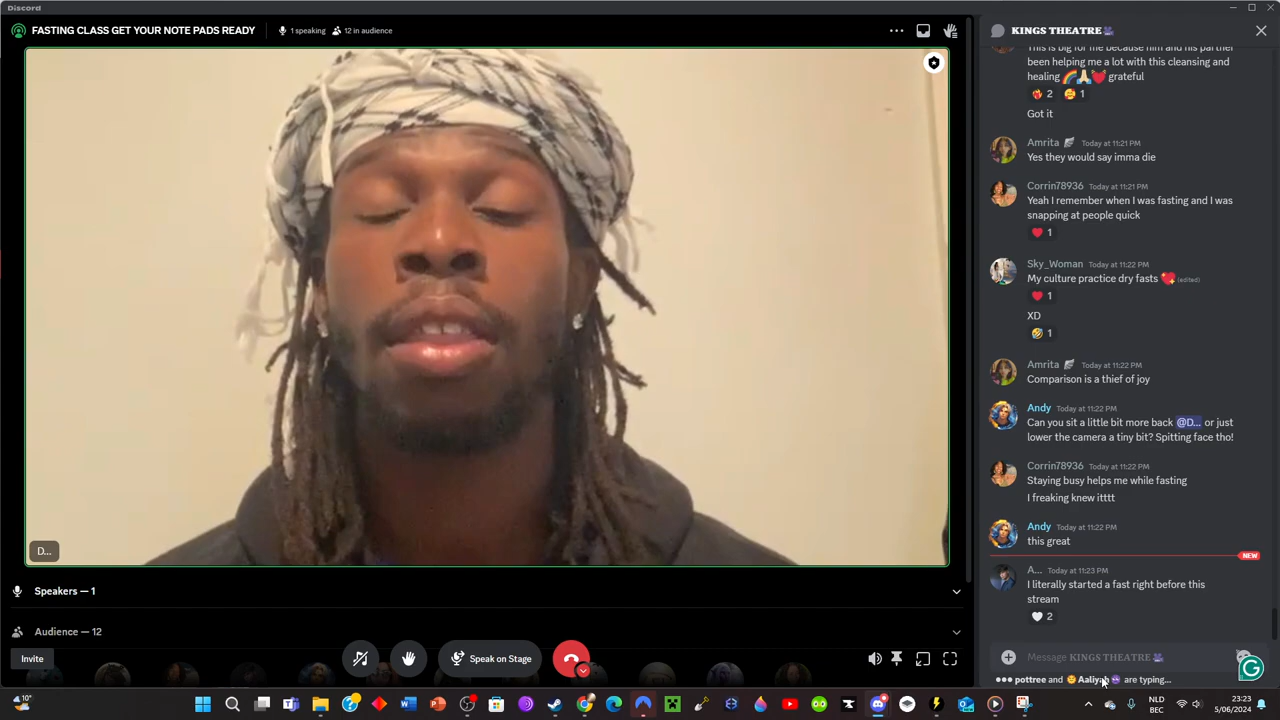 Discord
FASTING CLASS GET YOUR NOTE PADS READY
1 speaking
12 in audience
KINGS THEATRE
This is big for me because him and his partner
been helping me a lot with this cleansing and
healing grateful
2
1
Got it
Amrita Today at 11:21 PM
Yes they would say imma die
Corrin78936 Today at 11:21 PM
Yeah I remember when I was fasting and I was
snapping at people quick
1
Sky_Woman Today at 11:22 PM
My culture practice dry fasts (edited)
1
XD
1
Amrita Today at 11:22 PM
Comparison is a thief of joy
Andy Today at 11:22 PM
Can you sit a little bit more back @D... or just
lower the camera a tiny bit? Spitting face tho!
Corrin78936 Today at 11:22 PM
Staying busy helps me while fasting
I freaking knew itttt
Andy Today at 11:22 PM
this great
NEW
A... Today at 11:23 PM
I literally started a fast right before this
stream
2
D...
Speakers — 1
Audience — 12
Invite
Speak on Stage
Message KINGS THEATRE
pottree and Aaliyah are typing...
10°
NLD
BEC
23:23
5/06/2024